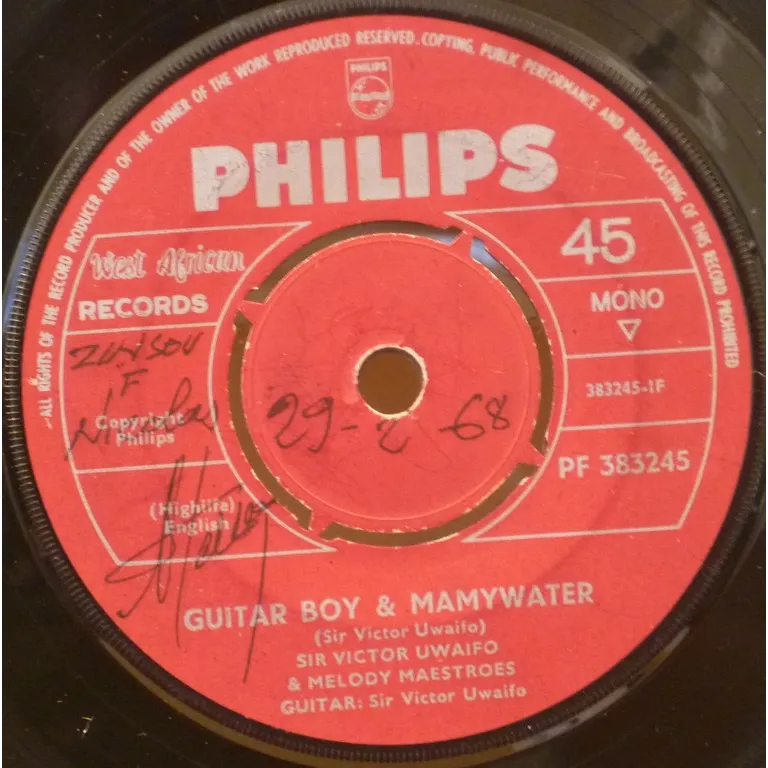 ALL RIGHTS OF THE RECORD PRODUCER AND OF THE OWNER OF THE WORK REPRODUCED RESERVED. COPYING, PUBLIC PERFORMANCE AND BROADCASTING OF THIS RECORD PROHIBITED
PHILIPS
PHILIPS
West African
RECORDS
45
MONO
383245-1F
PF 383245
F
Copyright
Philips
29-2-68
(Highlife)
English
GUITAR BOY & MAMYWATER
(Sir Victor Uwaifo)
SIR VICTOR UWAIFO
& MELODY MAESTROES
GUITAR: Sir Victor Uwaifo